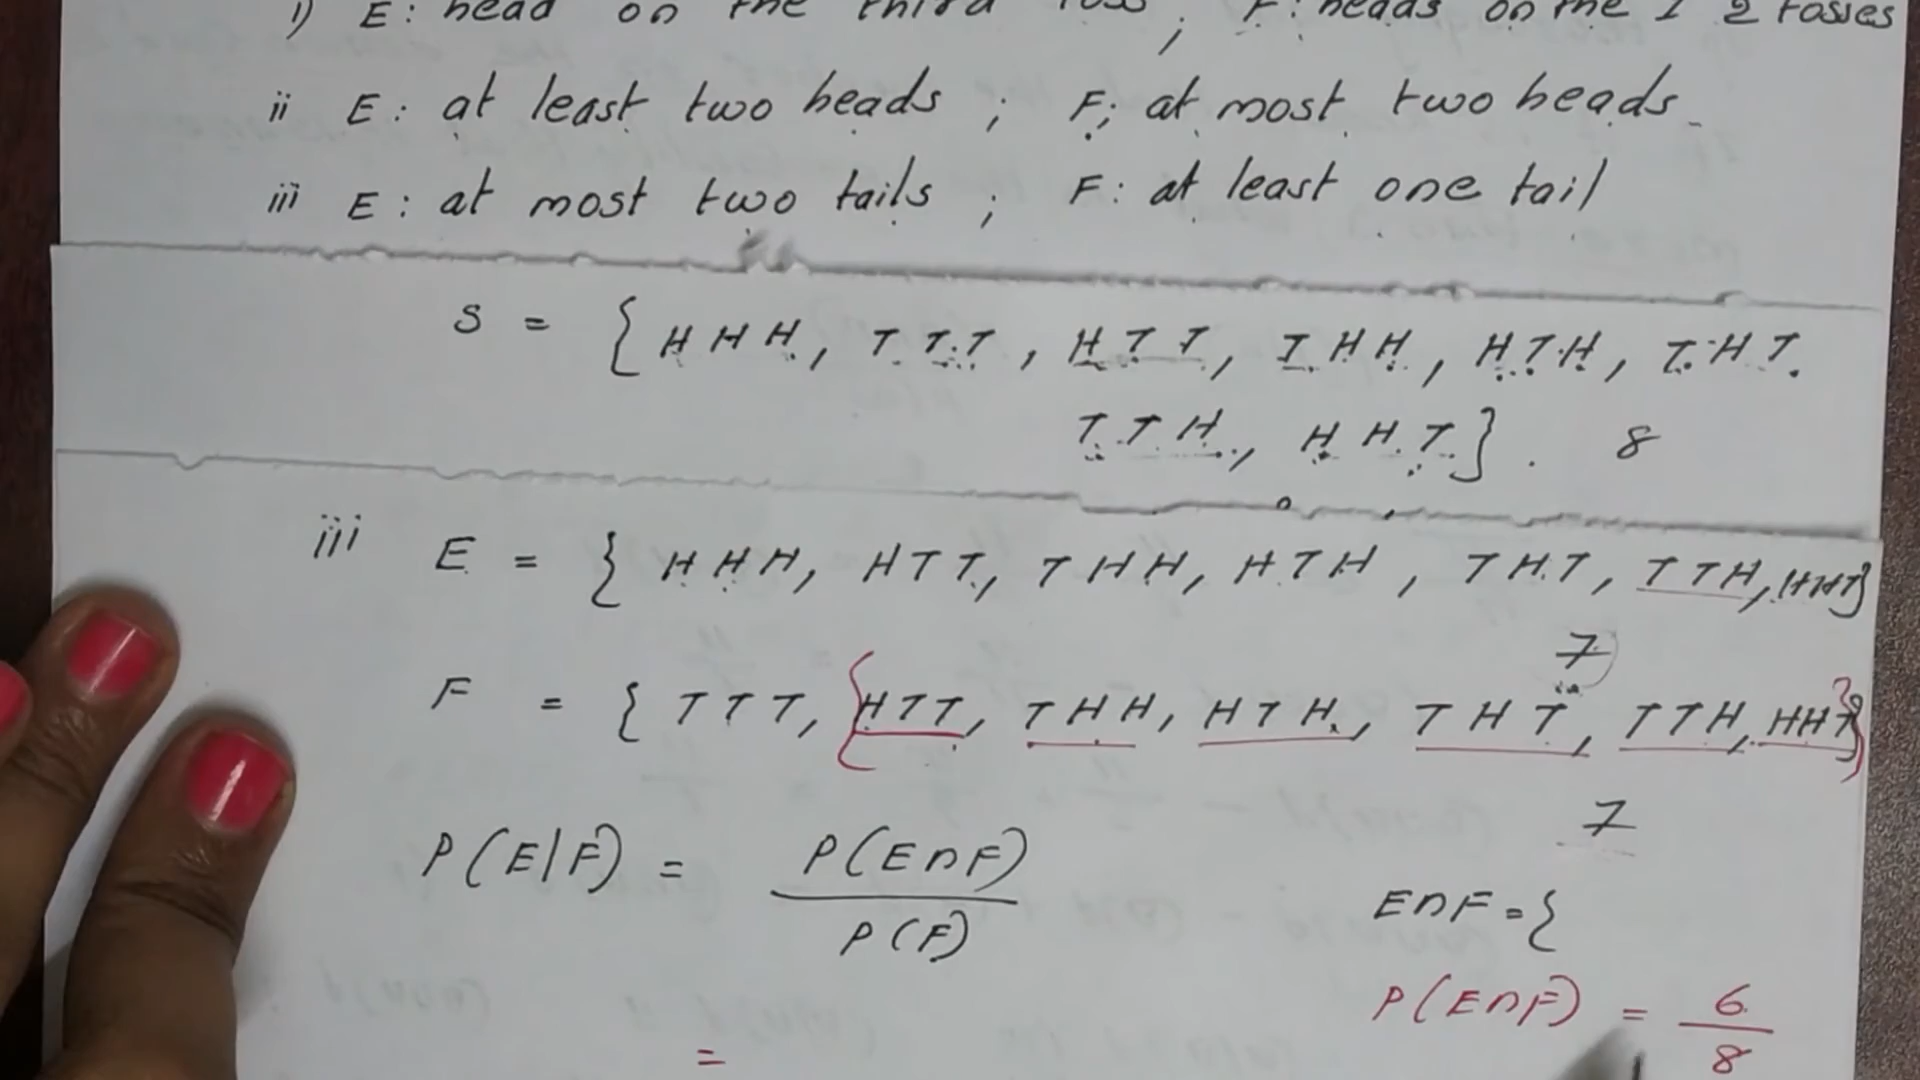 i) E: head on the third toss ; F: heads on the 1 2 tosses
ii E: at least two heads ; F: at most two heads
iii E: at most two tails ; F: at least one tail
S = { HHH, TTT, HTT, THH, HTH, THT.
TTH, HHT}. 8
iii E = { HHH, HTT, THH, HTH, THT, TTH, HHT}
7
F = { TTT, {HTT, THH, HTH, THT, TTH, HHT}}
7
P(E|F) = P(E∩F) / P(F)
E∩F = {
P(E∩F) = 6/8
=